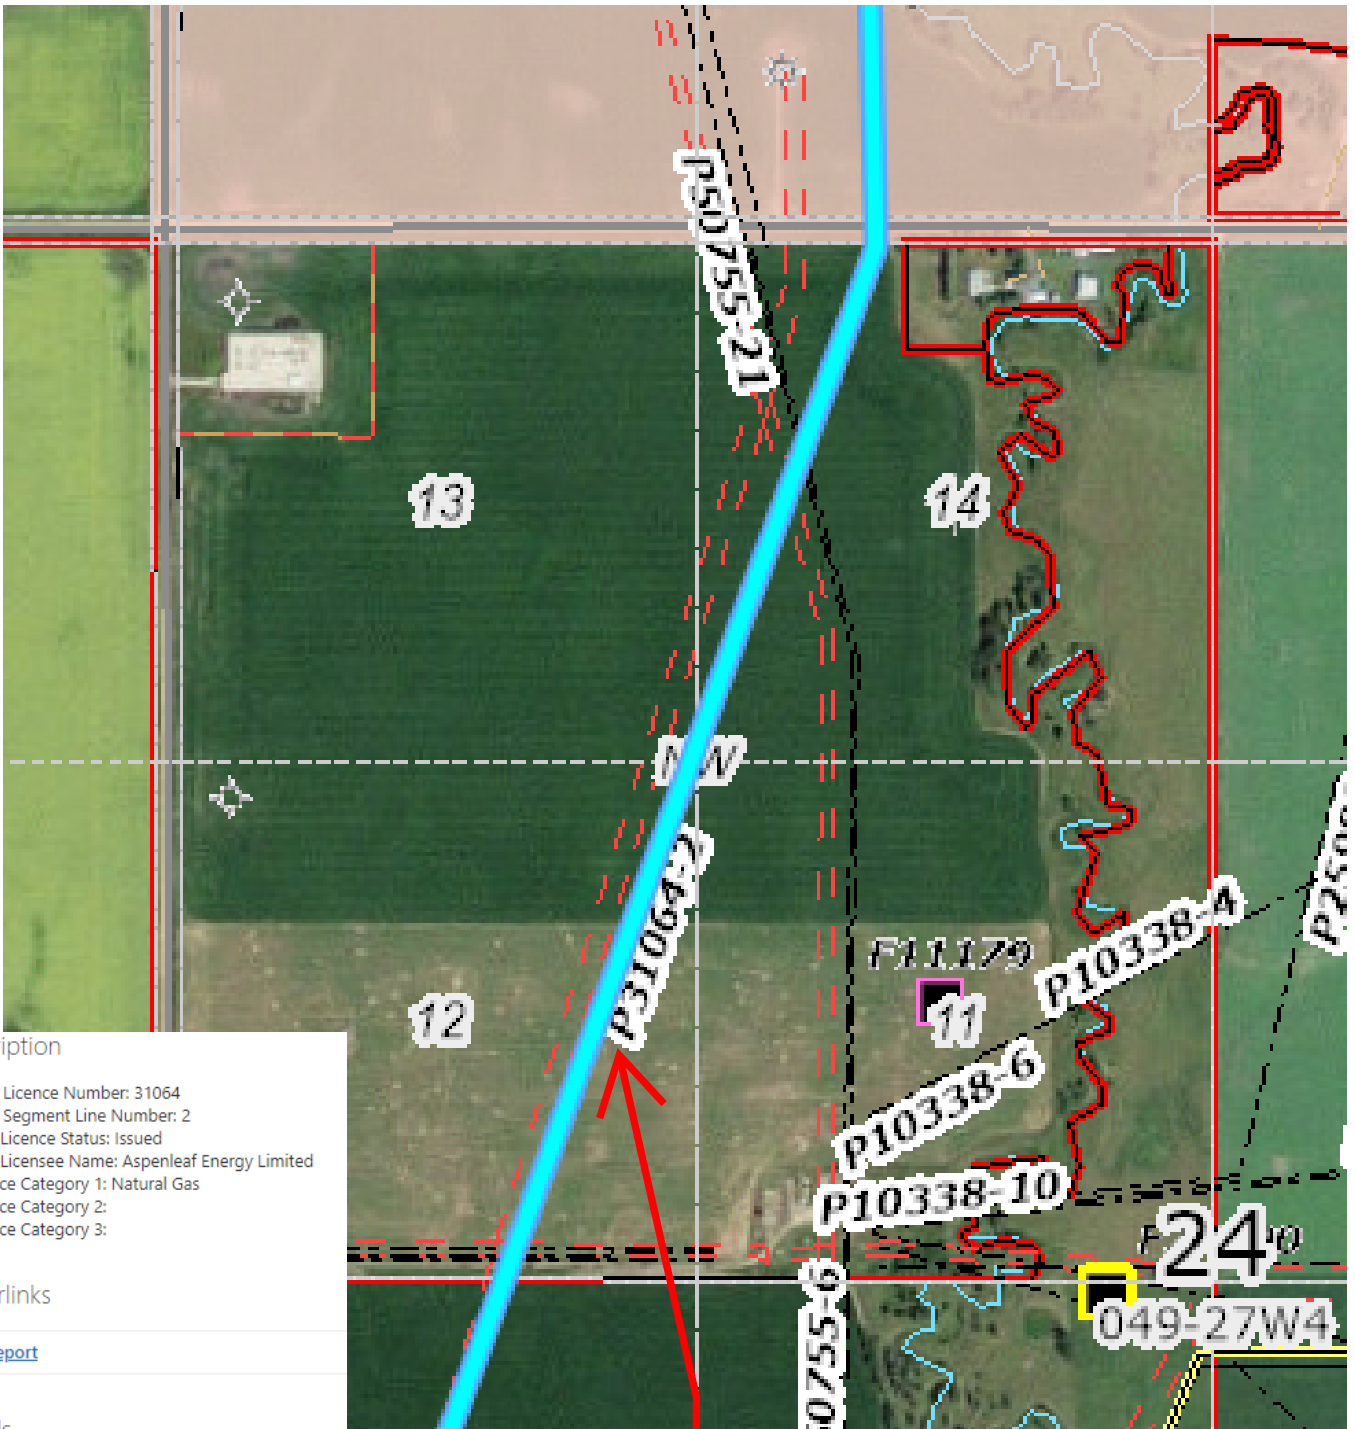 P50755-21
13
14
NW
P31064-2
F11179
P10338-4
12
11
P10338-6
P10338-10
24
049-27W4
0755-6
iption
Licence Number: 31064
Segment Line Number: 2
Licence Status: Issued
Licensee Name: Aspenleaf Energy Limited
ce Category 1: Natural Gas
ce Category 2:
ce Category 3:
rlinks
eport